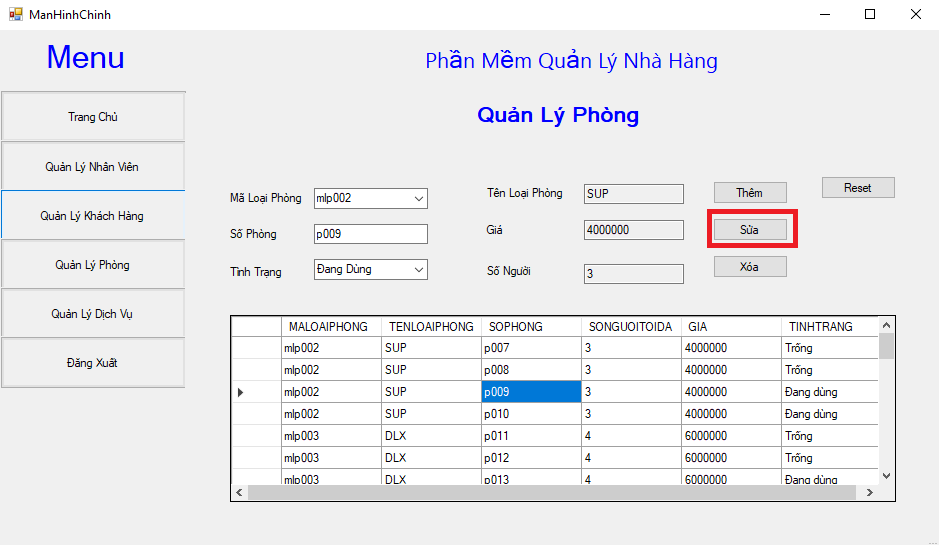 ManHinhChinh
Menu
Phần Mềm Quản Lý Nhà Hàng
Trang Chủ
Quản Lý Nhân Viên
Quản Lý Khách Hàng
Quản Lý Phòng
Quản Lý Dịch Vụ
Đăng Xuất
Quản Lý Phòng
Mã Loại Phòng mlp002 Tên Loại Phòng SUP Thêm Reset
Số Phòng p009 Giá 4000000 Sửa
Tình Trạng Đang Dùng Số Người 3 Xóa
MALOAIPHONG TENLOAIPHONG SOPHONG SONGUOITOIDA GIA TINHTRANG
mlp002 SUP p007 3 4000000 Trống
mlp002 SUP p008 3 4000000 Trống
mlp002 SUP p009 3 4000000 Đang dùng
mlp002 SUP p010 3 4000000 Đang dùng
mlp003 DLX p011 4 6000000 Trống
mlp003 DLX p012 4 6000000 Trống
mlp003 DLX p013 4 6000000 Đang dùng